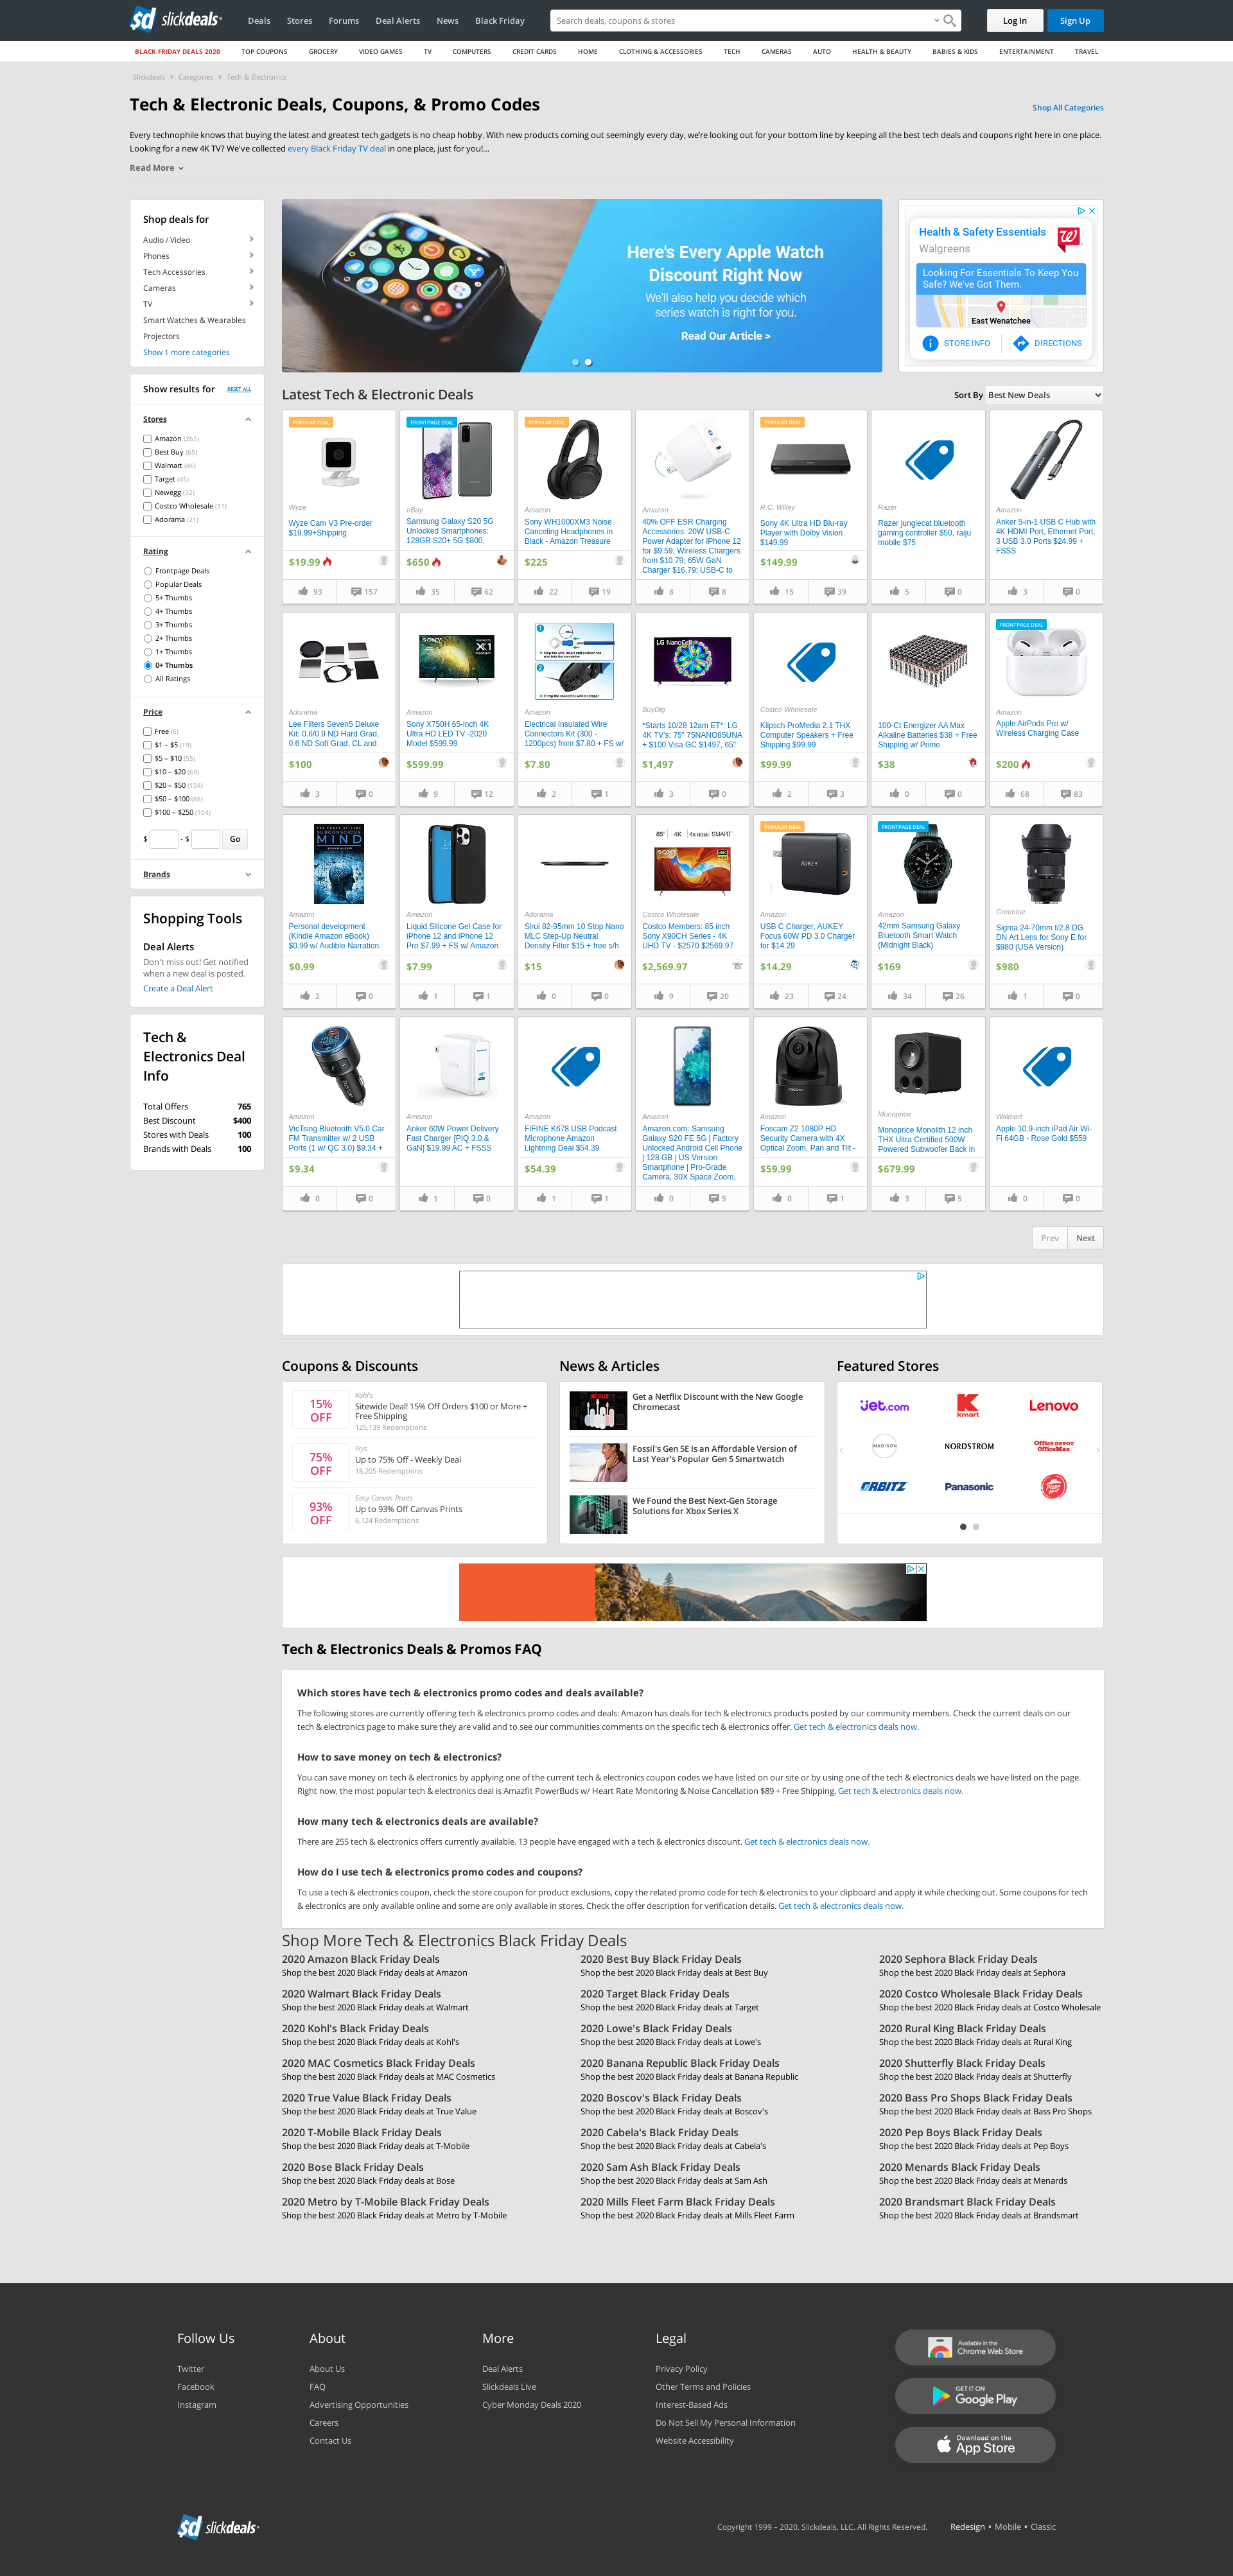 slickdeals
Deals Stores Forums Deal Alerts News Black Friday
Search deals, coupons & stores
Log In
Sign Up
BLACK FRIDAY DEALS 2020 TOP COUPONS GROCERY VIDEO GAMES TV COMPUTERS CREDIT CARDS HOME CLOTHING & ACCESSORIES TECH CAMERAS AUTO HEALTH & BEAUTY BABIES & KIDS ENTERTAINMENT TRAVEL
Slickdeals > Categories > Tech & Electronics
Tech & Electronic Deals, Coupons, & Promo Codes
Shop All Categories
Every technophile knows that buying the latest and greatest tech gadgets is no cheap hobby. With new products coming out seemingly every day, we're looking out for your bottom line by keeping all the best tech deals and coupons right here in one place.
Looking for a new 4K TV? We've collected every Black Friday TV deal in one place, just for you!...
Read More
Shop deals for
Audio / Video
Phones
Tech Accessories
Cameras
TV
Smart Watches & Wearables
Projectors
Show 1 more categories
Show results for RESET ALL
Stores
Amazon (265)
Best Buy (65)
Walmart (46)
Target (45)
Newegg (32)
Costco Wholesale (31)
Adorama (21)
Rating
Frontpage Deals
Popular Deals
5+ Thumbs
4+ Thumbs
3+ Thumbs
2+ Thumbs
1+ Thumbs
0+ Thumbs
All Ratings
Price
Free (6)
$1 – $5 (19)
$5 – $10 (55)
$10 – $20 (69)
$20 – $50 (104)
$50 – $100 (88)
$100 – $250 (104)
$ - $ Go
Brands
Shopping Tools
Deal Alerts
Don't miss out! Get notified
when a new deal is posted.
Create a Deal Alert
Tech &
Electronics Deal
Info
Total Offers 765
Best Discount $400
Stores with Deals 100
Brands with Deals 100
Here's Every Apple Watch
Discount Right Now
We'll also help you decide which
series watch is right for you.
Read Our Article >
Health & Safety Essentials
Walgreens
Looking For Essentials To Keep You
Safe? We've Got Them.
East Wenatchee
STORE INFO
DIRECTIONS
Latest Tech & Electronic Deals
Sort By Best New Deals
POPULAR DEAL
Wyze
Wyze Cam V3 Pre-order
$19.99+Shipping
$19.99
93 157
FRONTPAGE DEAL
eBay
Samsung Galaxy S20 5G
Unlocked Smartphones:
128GB S20+ 5G $800,
$650
35 62
POPULAR DEAL
Amazon
Sony WH1000XM3 Noise
Canceling Headphones in
Black - Amazon Treasure
$225
22 19
Amazon
40% OFF ESR Charging
Accessories: 20W USB-C
Power Adapter for iPhone 12
for $9.59; Wireless Chargers
from $10.79; 65W GaN
Charger $16.79; USB-C to
8 8
POPULAR DEAL
R.C. Willey
Sony 4K Ultra HD Blu-ray
Player with Dolby Vision
$149.99
$149.99
15 39
Razer
Razer junglecat bluetooth
gaming controller $50, raiju
mobile $75
5 0
Amazon
Anker 5-in-1 USB C Hub with
4K HDMI Port, Ethernet Port,
3 USB 3.0 Ports $24.99 +
FSSS
3 0
Adorama
Lee Filters Seven5 Deluxe
Kit: 0.6/0.9 ND Hard Grad,
0.6 ND Soft Grad, CL and
$100
3 0
SONY
X1
Amazon
Sony X750H 65-inch 4K
Ultra HD LED TV -2020
Model $599.99
$599.99
9 12
Amazon
Electrical Insulated Wire
Connectors Kit (300 -
1200pcs) from $7.80 + FS w/
$7.80
2 1
LG NanoCell
BuyDig
*Starts 10/28 12am ET*: LG
4K TV's: 75" 75NANO85UNA
+ $100 Visa GC $1497, 65"
$1,497
3 0
Costco Wholesale
Klipsch ProMedia 2.1 THX
Computer Speakers + Free
Shipping $99.99
$99.99
2 3
100-Ct Energizer AA Max
Alkaline Batteries $38 + Free
Shipping w/ Prime
$38
0 0
FRONTPAGE DEAL
Amazon
Apple AirPods Pro w/
Wireless Charging Case
$200
68 83
MIND
Amazon
Personal development
(Kindle Amazon eBook)
$0.99 w/ Audible Narration
$0.99
2 0
Amazon
Liquid Silicone Gel Case for
iPhone 12 and iPhone 12
Pro $7.99 + FS w/ Amazon
$7.99
1 1
Adorama
Sirui 82-95mm 10 Stop Nano
MLC Step-Up Neutral
Density Filter $15 + free s/h
$15
0 0
85" 4K 4x HDMI SMART
SONY
Costco Wholesale
Costco Members: 85 inch
Sony X90CH Series - 4K
UHD TV - $2570 $2569.97
$2,569.97
9 20
POPULAR DEAL
AUKEY
Amazon
USB C Charger, AUKEY
Focus 60W PD 3.0 Charger
for $14.29
$14.29
23 24
FRONTPAGE DEAL
Amazon
42mm Samsung Galaxy
Bluetooth Smart Watch
(Midnight Black)
$169
34 26
Greentoe
Sigma 24-70mm f/2.8 DG
DN Art Lens for Sony E for
$980 (USA Version)
$980
1 0
Amazon
VicTsing Bluetooth V5.0 Car
FM Transmitter w/ 2 USB
Ports (1 w/ QC 3.0) $9.34 +
$9.34
0 0
Amazon
Anker 60W Power Delivery
Fast Charger [PIQ 3.0 &
GaN] $19.99 AC + FSSS
1 0
Amazon
FIFINE K678 USB Podcast
Microphone Amazon
Lightning Deal $54.39
$54.39
1 1
Amazon
Amazon.com: Samsung
Galaxy S20 FE 5G | Factory
Unlocked Android Cell Phone
| 128 GB | US Version
Smartphone | Pro-Grade
Camera, 30X Space Zoom,
0 5
Amazon
Foscam Z2 1080P HD
Security Camera with 4X
Optical Zoom, Pan and Tilt -
$59.99
0 1
Monoprice
Monoprice Monolith 12 inch
THX Ultra Certified 500W
Powered Subwoofer Back in
$679.99
3 5
Walmart
Apple 10.9-inch iPad Air Wi-
Fi 64GB - Rose Gold $559
0 0
Prev Next
Coupons & Discounts
15%
OFF
Kohl's
Sitewide Deal! 15% Off Orders $100 or More +
Free Shipping
125,139 Redemptions
75%
OFF
Frys
Up to 75% Off - Weekly Deal
18,205 Redemptions
93%
OFF
Easy Canvas Prints
Up to 93% Off Canvas Prints
6,124 Redemptions
News & Articles
NETFLIX
Get a Netflix Discount with the New Google
Chromecast
Fossil's Gen 5E Is an Affordable Version of
Last Year's Popular Gen 5 Smartwatch
We Found the Best Next-Gen Storage
Solutions for Xbox Series X
Featured Stores
jet.com kmart Lenovo
MADISON NORDSTROM Office DEPOT
OfficeMax
ORBITZ Panasonic Pizza Hut
Tech & Electronics Deals & Promos FAQ
Which stores have tech & electronics promo codes and deals available?
The following stores are currently offering tech & electronics promo codes and deals: Amazon has deals for tech & electronics products posted by our community members. Check the current deals on our
tech & electronics page to make sure they are valid and to see our communities comments on the specific tech & electronics offer. Get tech & electronics deals now.
How to save money on tech & electronics?
You can save money on tech & electronics by applying one of the current tech & electronics coupon codes we have listed on our site or by using one of the tech & electronics deals we have listed on the page.
Right now, the most popular tech & electronics deal is Amazfit PowerBuds w/ Heart Rate Monitoring & Noise Cancellation $89 + Free Shipping. Get tech & electronics deals now.
How many tech & electronics deals are available?
There are 255 tech & electronics offers currently available. 13 people have engaged with a tech & electronics discount. Get tech & electronics deals now.
How do I use tech & electronics promo codes and coupons?
To use a tech & electronics coupon, check the store coupon for product exclusions, copy the related promo code for tech & electronics to your clipboard and apply it while checking out. Some coupons for tech
& electronics are only available online and some are only available in stores. Check the offer description for verification details. Get tech & electronics deals now.
Shop More Tech & Electronics Black Friday Deals
2020 Amazon Black Friday Deals
Shop the best 2020 Black Friday deals at Amazon
2020 Best Buy Black Friday Deals
Shop the best 2020 Black Friday deals at Best Buy
2020 Sephora Black Friday Deals
Shop the best 2020 Black Friday deals at Sephora
2020 Walmart Black Friday Deals
Shop the best 2020 Black Friday deals at Walmart
2020 Target Black Friday Deals
Shop the best 2020 Black Friday deals at Target
2020 Costco Wholesale Black Friday Deals
Shop the best 2020 Black Friday deals at Costco Wholesale
2020 Kohl's Black Friday Deals
Shop the best 2020 Black Friday deals at Kohl's
2020 Lowe's Black Friday Deals
Shop the best 2020 Black Friday deals at Lowe's
2020 Rural King Black Friday Deals
Shop the best 2020 Black Friday deals at Rural King
2020 MAC Cosmetics Black Friday Deals
Shop the best 2020 Black Friday deals at MAC Cosmetics
2020 Banana Republic Black Friday Deals
Shop the best 2020 Black Friday deals at Banana Republic
2020 Shutterfly Black Friday Deals
Shop the best 2020 Black Friday deals at Shutterfly
2020 True Value Black Friday Deals
Shop the best 2020 Black Friday deals at True Value
2020 Boscov's Black Friday Deals
Shop the best 2020 Black Friday deals at Boscov's
2020 Bass Pro Shops Black Friday Deals
Shop the best 2020 Black Friday deals at Bass Pro Shops
2020 T-Mobile Black Friday Deals
Shop the best 2020 Black Friday deals at T-Mobile
2020 Cabela's Black Friday Deals
Shop the best 2020 Black Friday deals at Cabela's
2020 Pep Boys Black Friday Deals
Shop the best 2020 Black Friday deals at Pep Boys
2020 Bose Black Friday Deals
Shop the best 2020 Black Friday deals at Bose
2020 Sam Ash Black Friday Deals
Shop the best 2020 Black Friday deals at Sam Ash
2020 Menards Black Friday Deals
Shop the best 2020 Black Friday deals at Menards
2020 Metro by T-Mobile Black Friday Deals
Shop the best 2020 Black Friday deals at Metro by T-Mobile
2020 Mills Fleet Farm Black Friday Deals
Shop the best 2020 Black Friday deals at Mills Fleet Farm
2020 Brandsmart Black Friday Deals
Shop the best 2020 Black Friday deals at Brandsmart
Follow Us
Twitter
Facebook
Instagram
About
About Us
FAQ
Advertising Opportunities
Careers
Contact Us
More
Deal Alerts
Slickdeals Live
Cyber Monday Deals 2020
Legal
Privacy Policy
Other Terms and Policies
Interest-Based Ads
Do Not Sell My Personal Information
Website Accessibility
Available in the
Chrome Web Store
GET IT ON
Google Play
Download on the
App Store
slickdeals
Copyright 1999 – 2020. Slickdeals, LLC. All Rights Reserved.
Redesign • Mobile • Classic